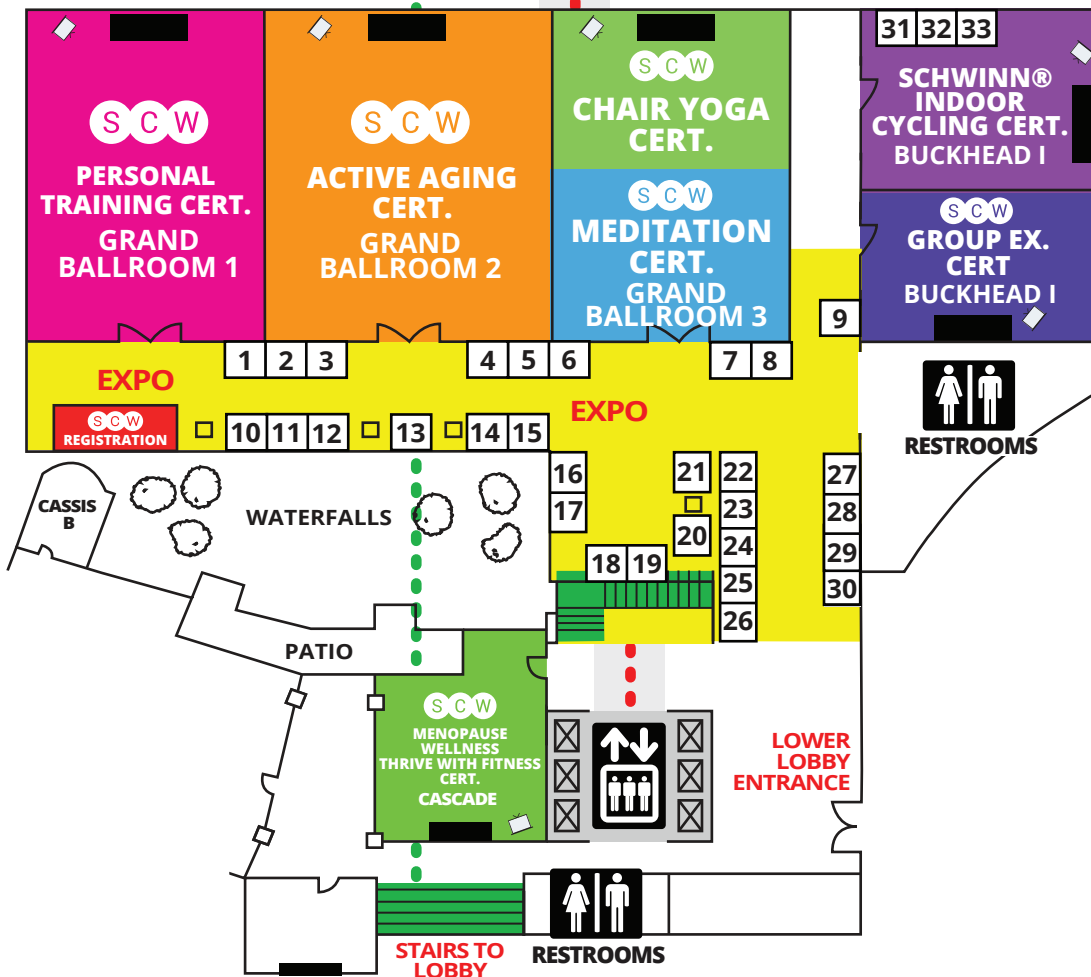 31 32 33
SCW
PERSONAL
TRAINING CERT.
GRAND
BALLROOM 1
SCW
ACTIVE AGING
CERT.
GRAND
BALLROOM 2
SCW
CHAIR YOGA
CERT.
SCW
MEDITATION
CERT.
GRAND
BALLROOM 3
SCHWINN®
INDOOR
CYCLING CERT.
BUCKHEAD I
SCW
GROUP EX.
CERT
BUCKHEAD I
9
1 2 3
4 5 6
7 8
EXPO
EXPO
SCW
REGISTRATION
10 11 12
13
14 15
RESTROOMS
CASSIS
B
WATERFALLS
16
17
18 19
21
20
22
23
24
25
26
27
28
29
30
PATIO
SCW
MENOPAUSE
WELLNESS
THRIVE WITH FITNESS
CERT.
CASCADE
LOWER
LOBBY
ENTRANCE
STAIRS TO
LOBBY
RESTROOMS